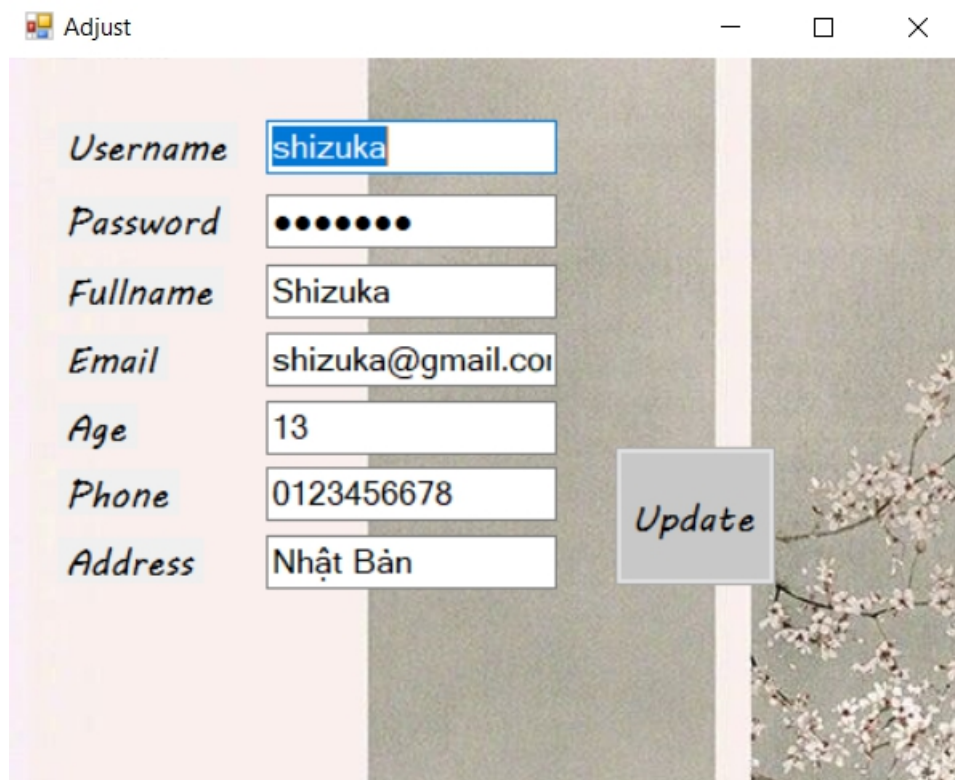 Adjust
Username shizuka
Password ●●●●●●●
Fullname Shizuka
Email shizuka@gmail.co
Age 13
Phone 0123456678
Update
Address Nhật Bản